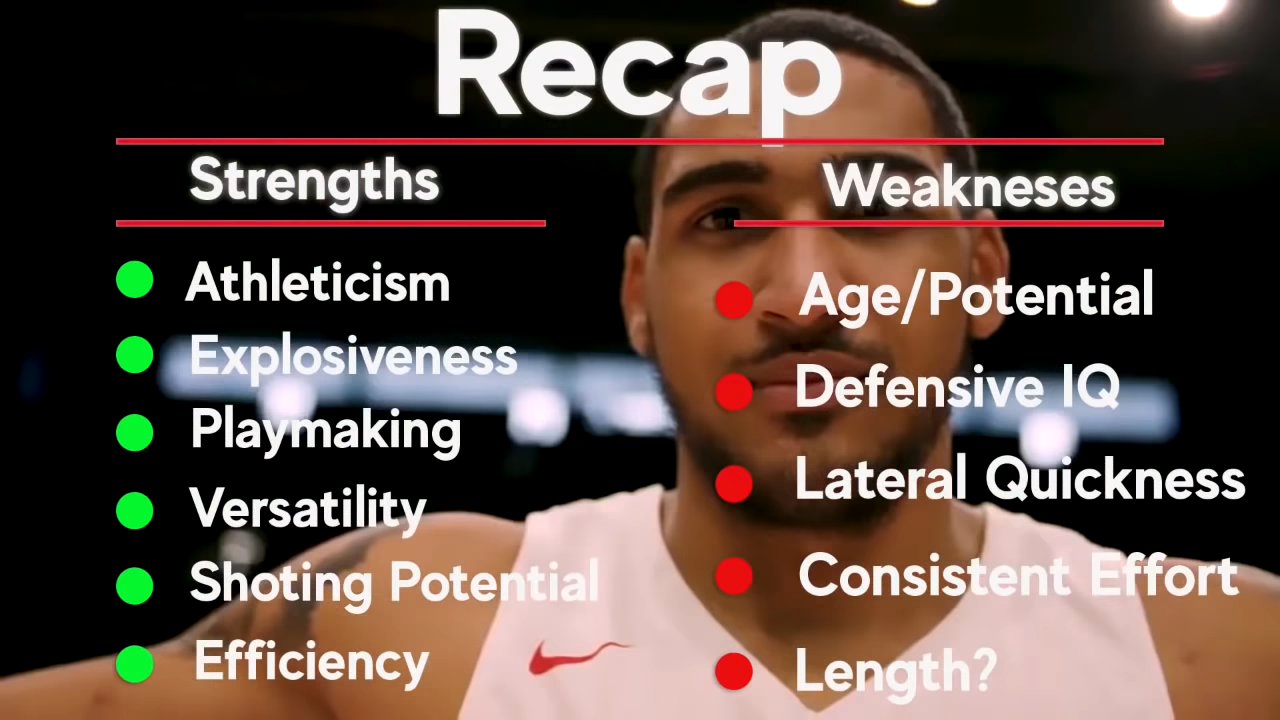 Recap
Strengths
Athleticism
Explosiveness
Playmaking
Versatility
Shoting Potential
Efficiency
Weakneses
Age/Potential
Defensive IQ
Lateral Quickness
Consistent Effort
Length?